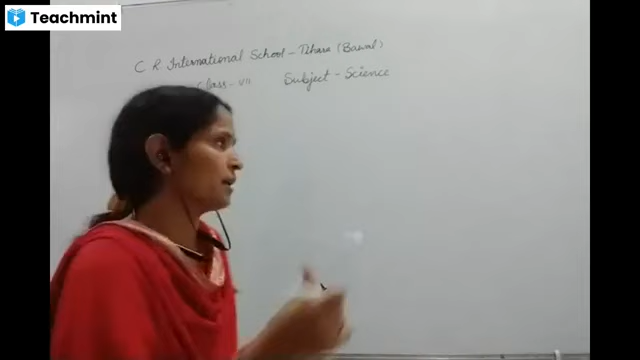 Teachmint
C R International School - Tihara (Bawal)
Class - VII Subject - Science